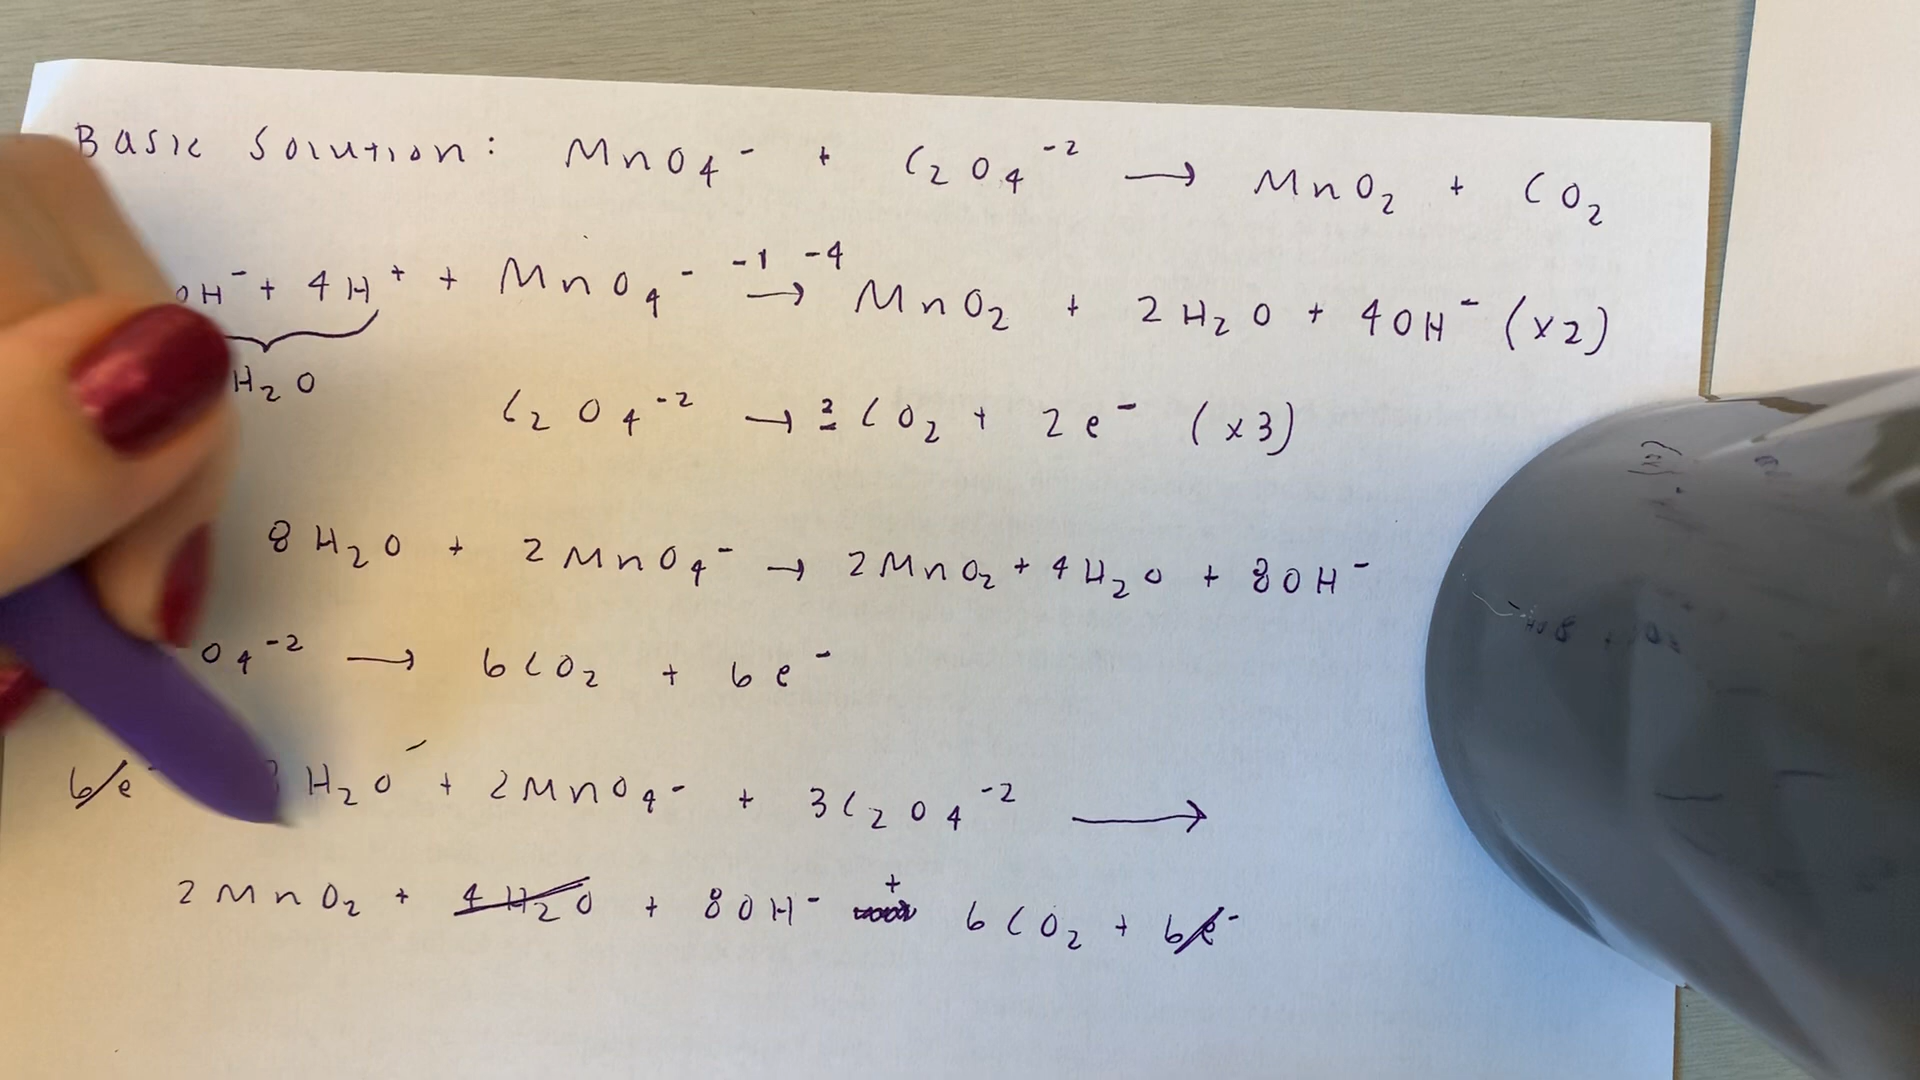 Basic Solution: MnO4- + C2O4-2 → MnO2 + CO2
OH- + 4H+ + MnO4- → MnO2 + 2H2O + 4OH- (x2)
-1 -4
H2O
C2O4-2 → 2CO2 + 2e- (x3)
8H2O + 2MnO4- → 2MnO2 + 4H2O + 8OH-
O4-2 → 6CO2 + 6e-
6e- H2O + 2MnO4- + 3C2O4-2 →
2MnO2 + 4H2O + 8OH- + 6CO2 + 6e-